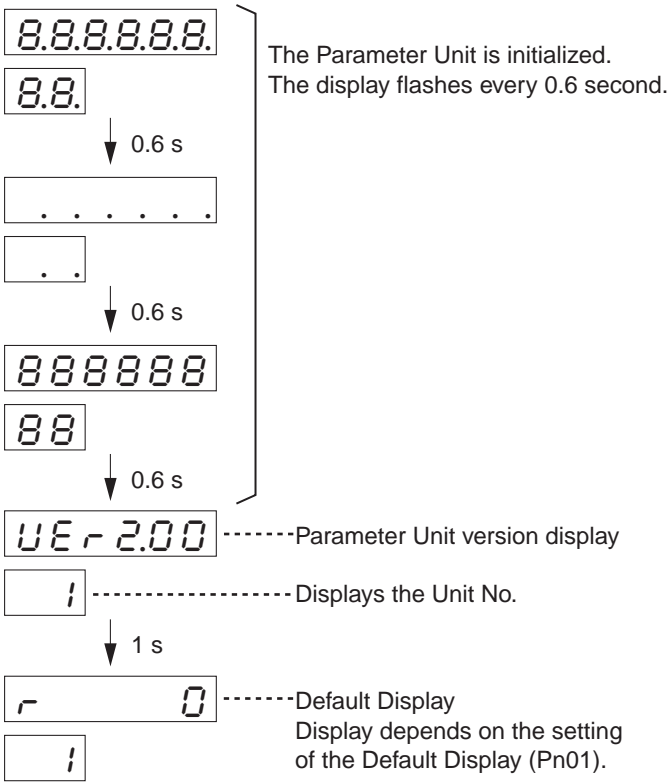 8.8.8.8.8.8.
The Parameter Unit is initialized.
The display flashes every 0.6 second.
8.8.
0.6 s
. . . . . .
. .
0.6 s
888888
88
0.6 s
UEr2.00 Parameter Unit version display
1 Displays the Unit No.
1 s
r 0 Default Display
Display depends on the setting
of the Default Display (Pn01).
1